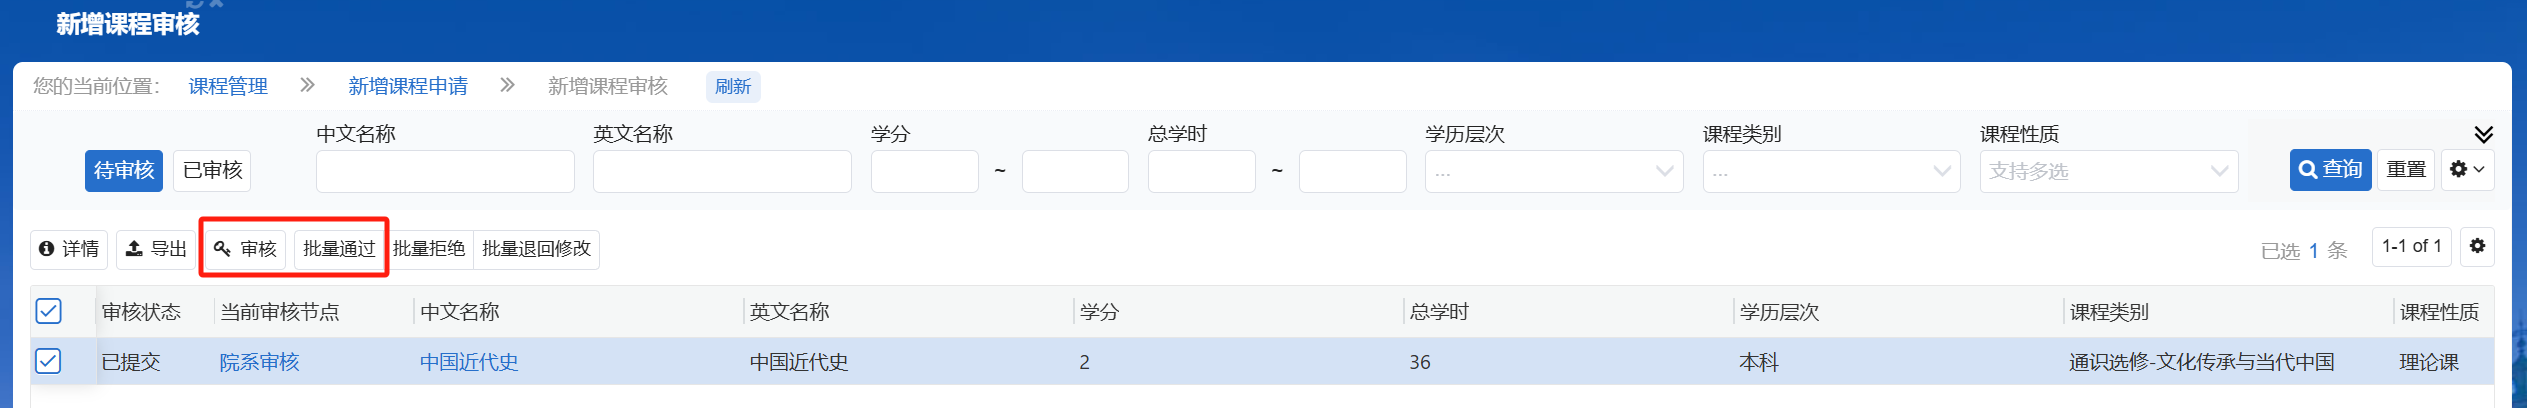 新增课程审核
您的当前位置： 课程管理 » 新增课程申请 » 新增课程审核 刷新
中文名称 英文名称 学分 总学时 学历层次 课程类别 课程性质
待审核 已审核 ~ ~ ... ... 支持多选 查询 重置
详情 导出 审核 批量通过 批量拒绝 批量退回修改 已选 1 条 1-1 of 1
审核状态 当前审核节点 中文名称 英文名称 学分 总学时 学历层次 课程类别 课程性质
已提交 院系审核 中国近代史 中国近代史 2 36 本科 通识选修-文化传承与当代中国 理论课